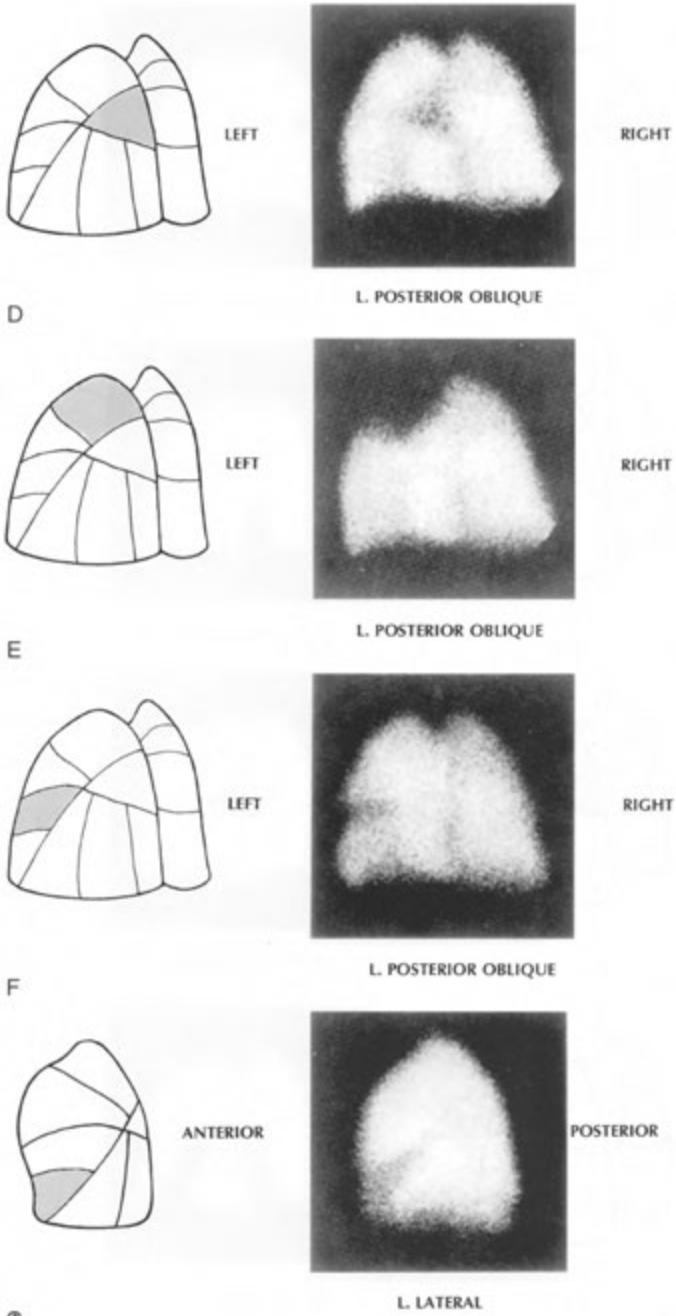 LEFT
RIGHT
L. POSTERIOR OBLIQUE
D
LEFT
RIGHT
L. POSTERIOR OBLIQUE
E
LEFT
RIGHT
L. POSTERIOR OBLIQUE
F
ANTERIOR
POSTERIOR
L. LATERAL